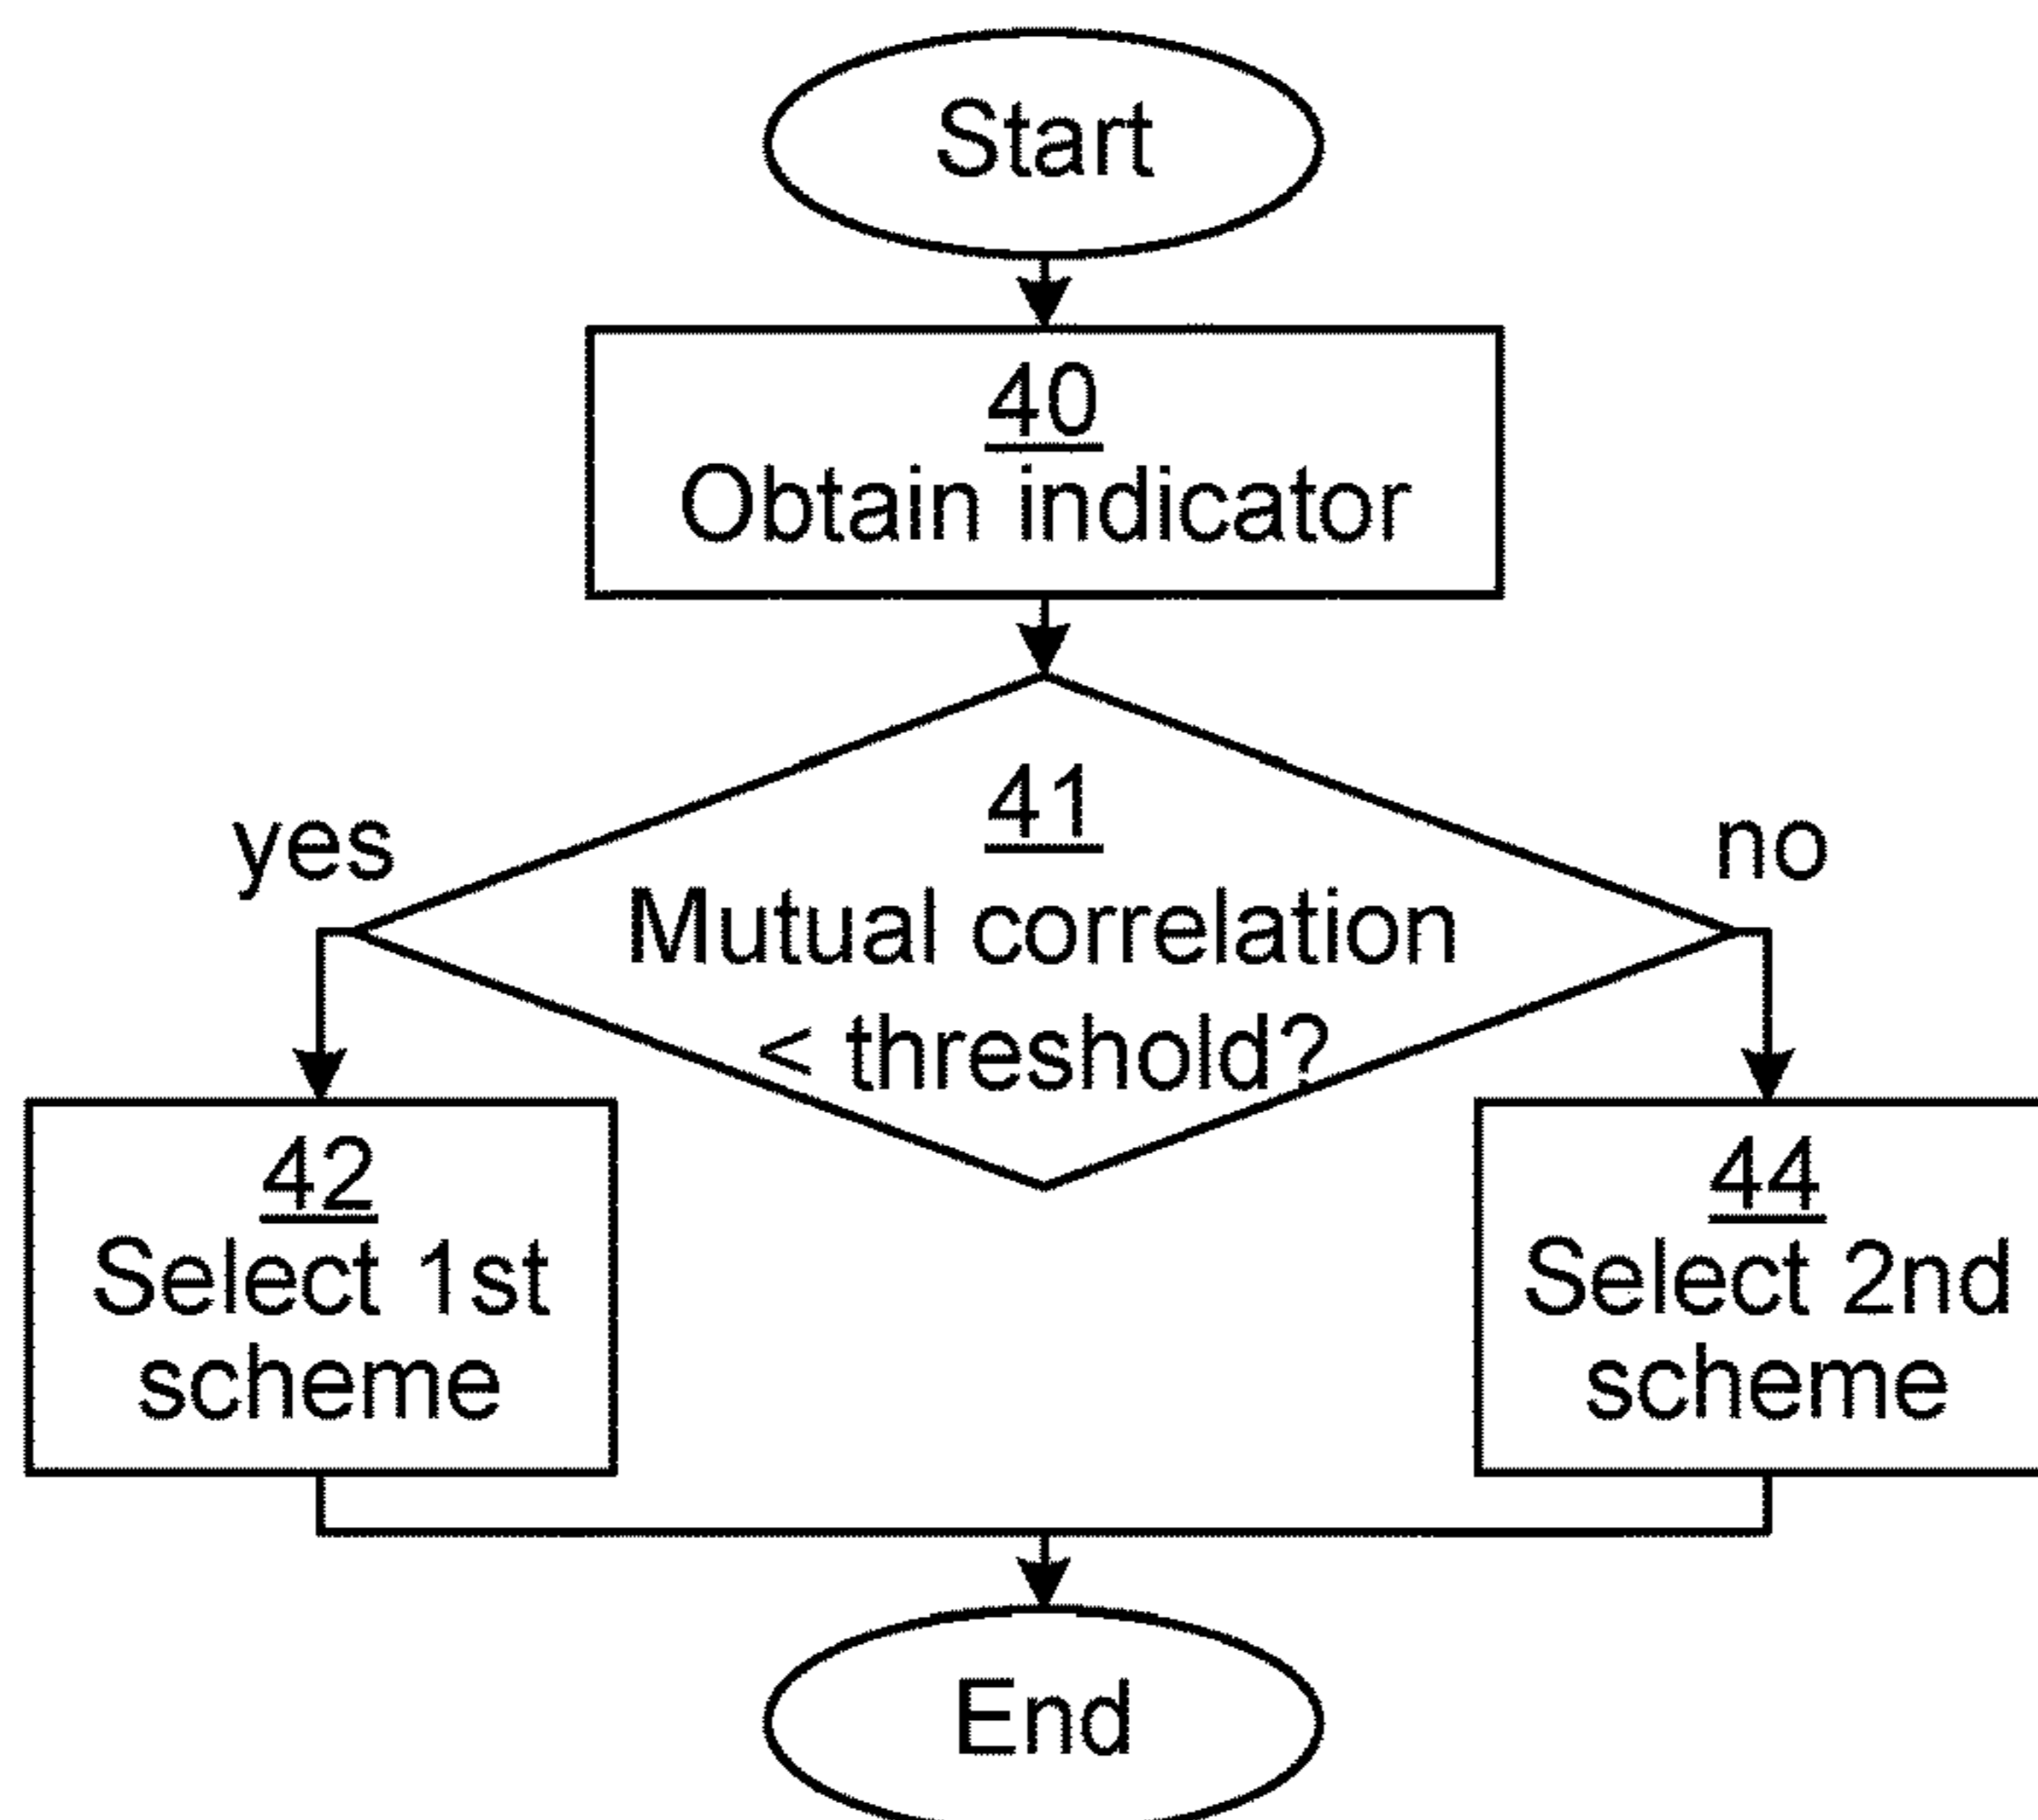 Start
40
Obtain indicator
41
Mutual correlation
< threshold?
yes
no
42
Select 1st
scheme
44
Select 2nd
scheme
End